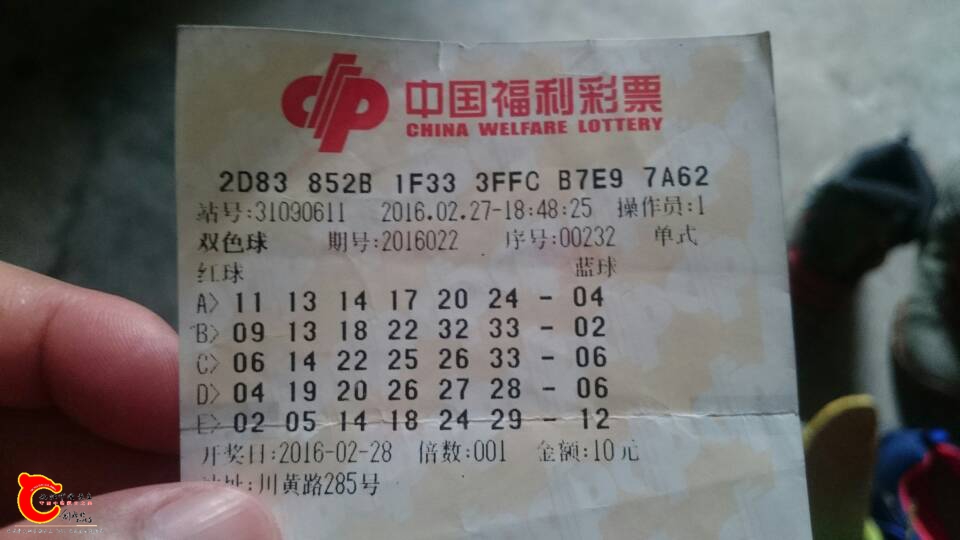 中国福利彩票
CHINA WELFARE LOTTERY
2D83 852B 1F33 3FFC B7E9 7A62
站号:31090611 2016.02.27-18:48:25 操作员:1
双色球 期号:2016022 序号:00232 单式
红球 蓝球
A> 11 13 14 17 20 24 - 04
B> 09 13 18 22 32 33 - 02
C> 06 14 22 25 26 33 - 06
D> 04 19 20 26 27 28 - 06
E> 02 05 14 18 24 29 - 12
开奖日:2016-02-28 倍数:001 金额:10元
地址:川黄路285号